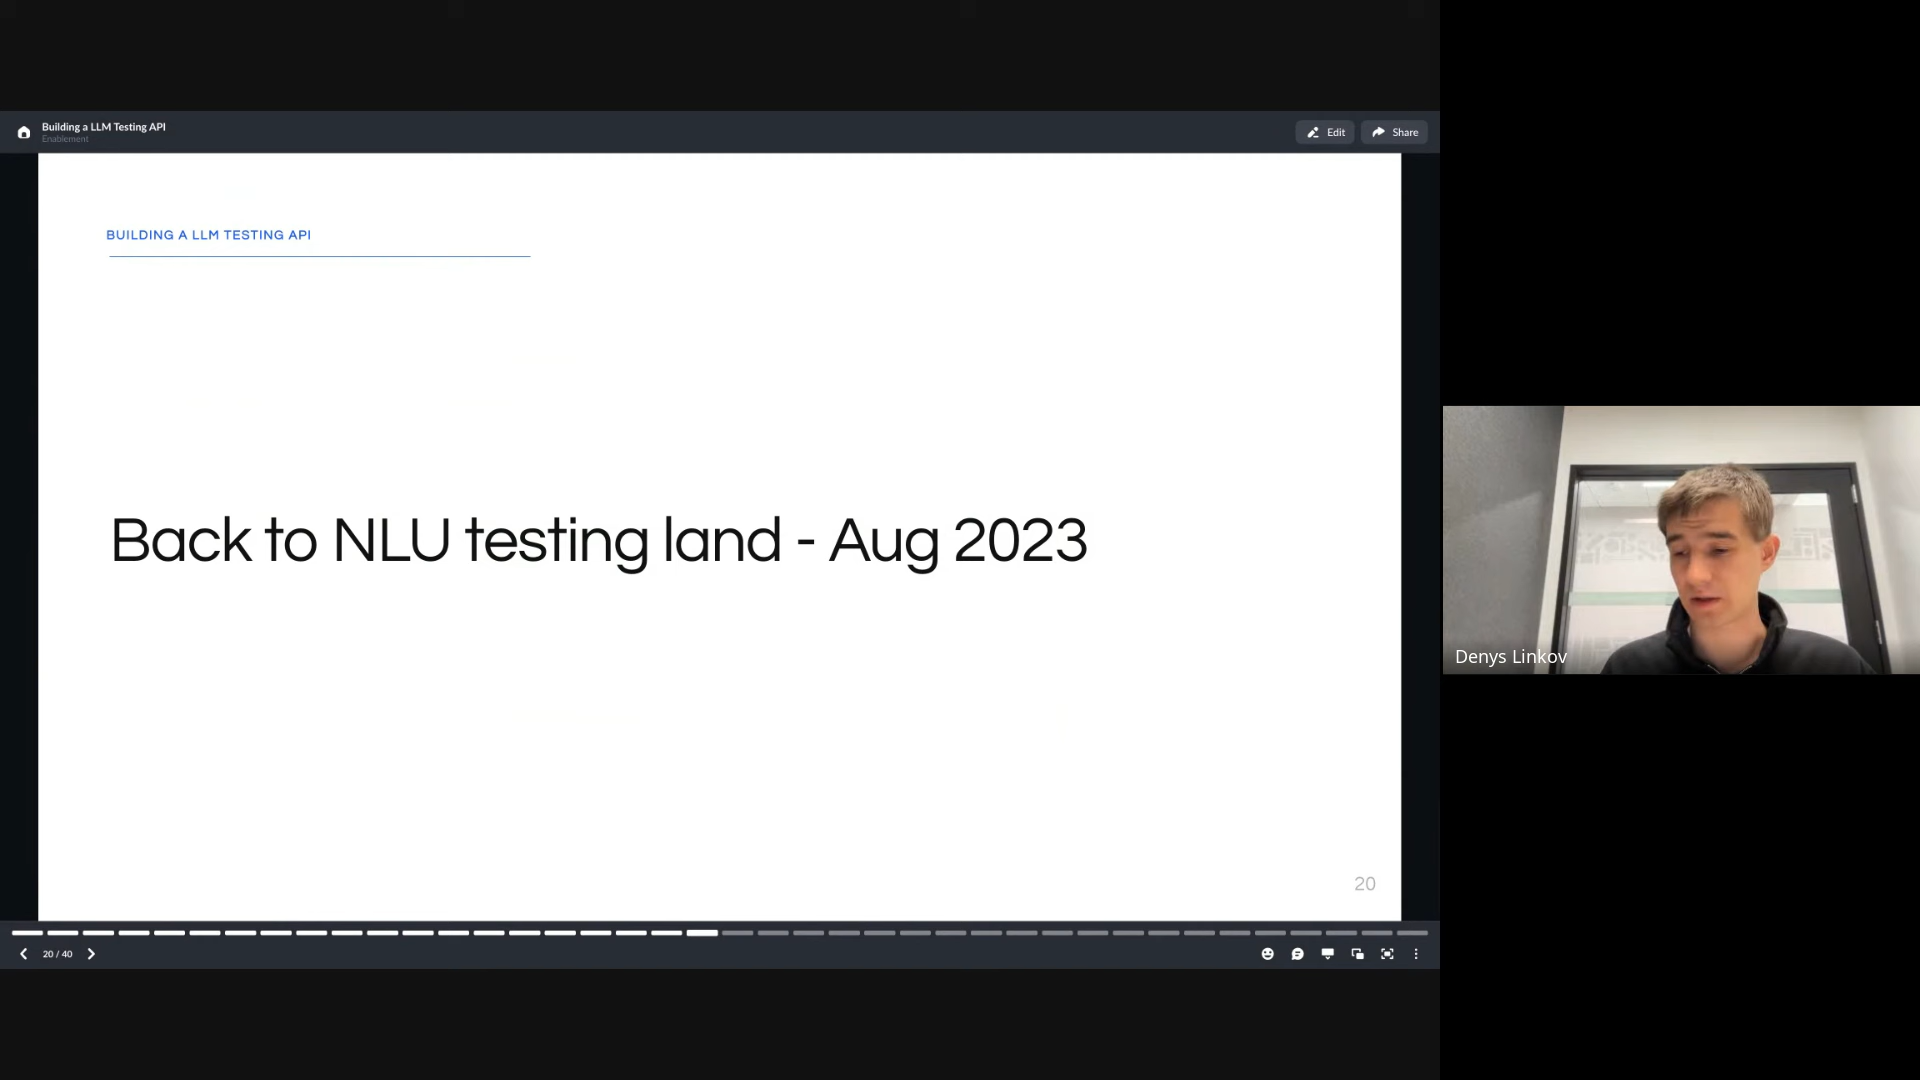 Building a LLM Testing API
Enablement
Edit
Share
BUILDING A LLM TESTING API
Back to NLU testing land - Aug 2023
20
20 / 40
Denys Linkov